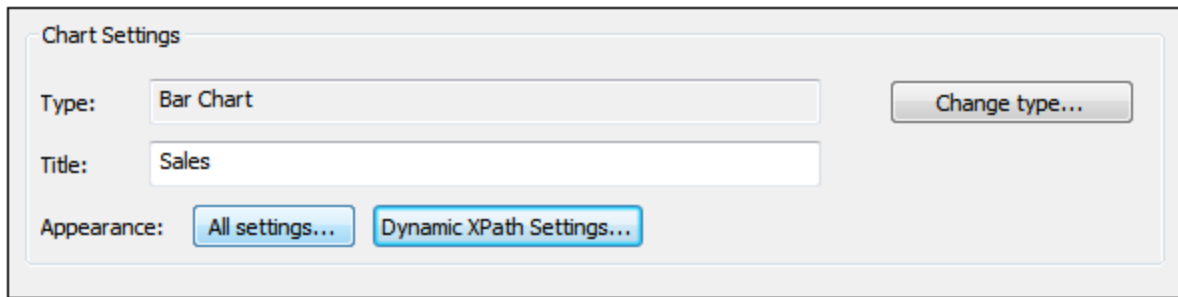 Chart Settings
Type: Bar Chart Change type...
Title: Sales
Appearance: All settings... Dynamic XPath Settings...